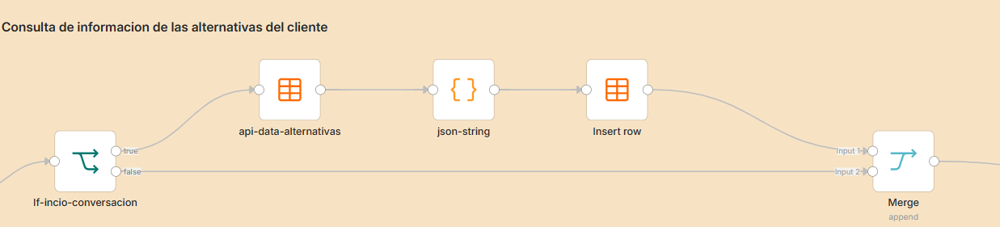 Consulta de informacion de las alternativas del cliente
api-data-alternativas
json-string
Insert row
true
false
Input 1
Input 2
If-incio-conversacion
Merge
append